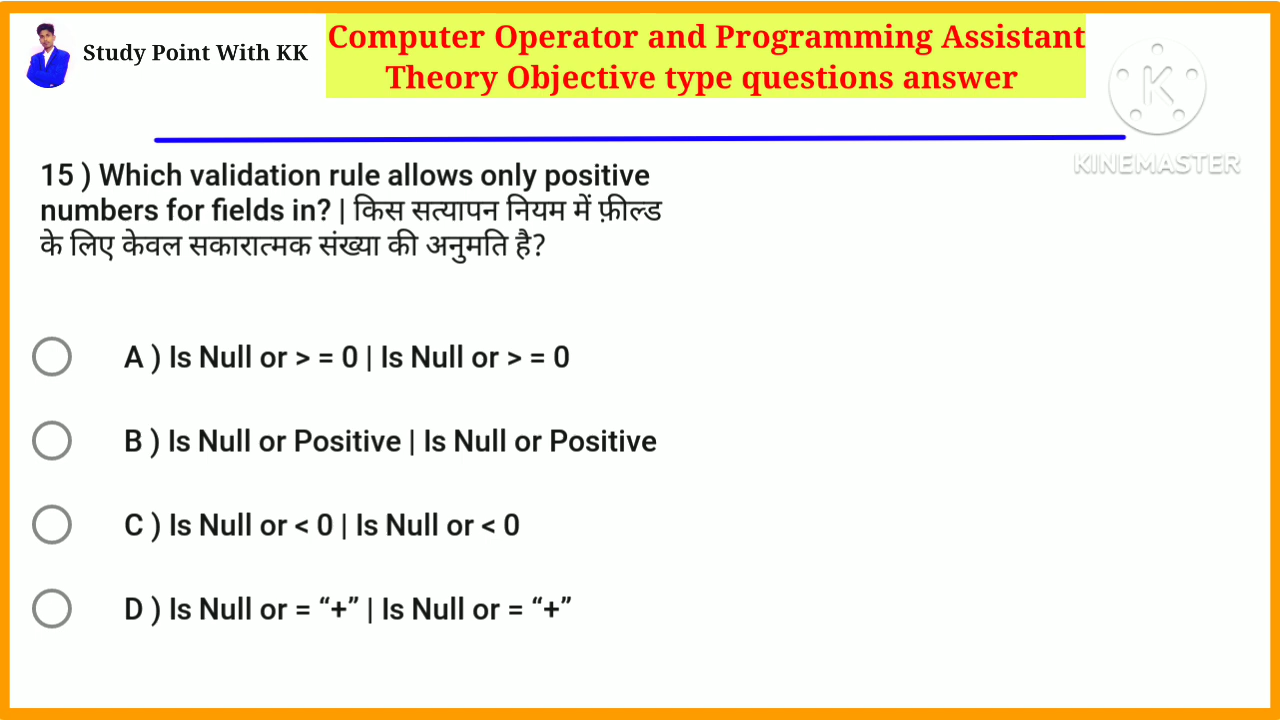 Study Point With KK
Computer Operator and Programming Assistant
Theory Objective type questions answer
K
KINEMASTER
15 ) Which validation rule allows only positive
numbers for fields in? | किस सत्यापन नियम में फ़ील्ड
के लिए केवल सकारात्मक संख्या की अनुमति है?
A ) Is Null or > = 0 | Is Null or > = 0
B ) Is Null or Positive | Is Null or Positive
C ) Is Null or < 0 | Is Null or < 0
D ) Is Null or = “+” | Is Null or = “+”